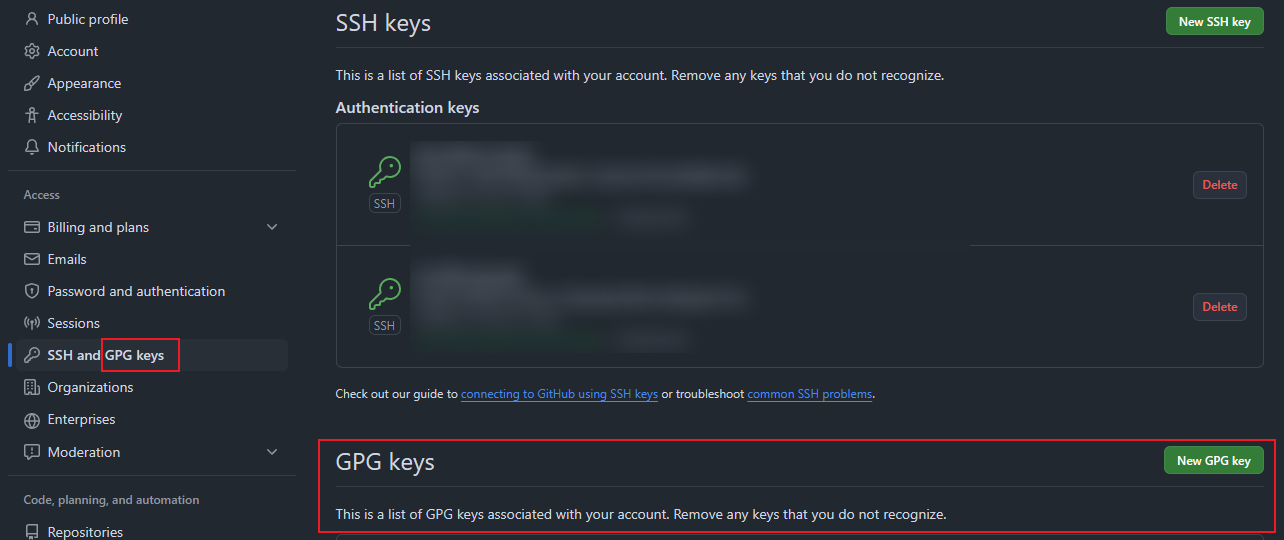 Public profile
Account
Appearance
Accessibility
Notifications
Access
Billing and plans
Emails
Password and authentication
Sessions
SSH and GPG keys
Organizations
Enterprises
Moderation
Code, planning, and automation
Repositories
SSH keys
New SSH key
This is a list of SSH keys associated with your account. Remove any keys that you do not recognize.
Authentication keys
SSH
Delete
SSH
Delete
Check out our guide to connecting to GitHub using SSH keys or troubleshoot common SSH problems.
GPG keys
New GPG key
This is a list of GPG keys associated with your account. Remove any keys that you do not recognize.